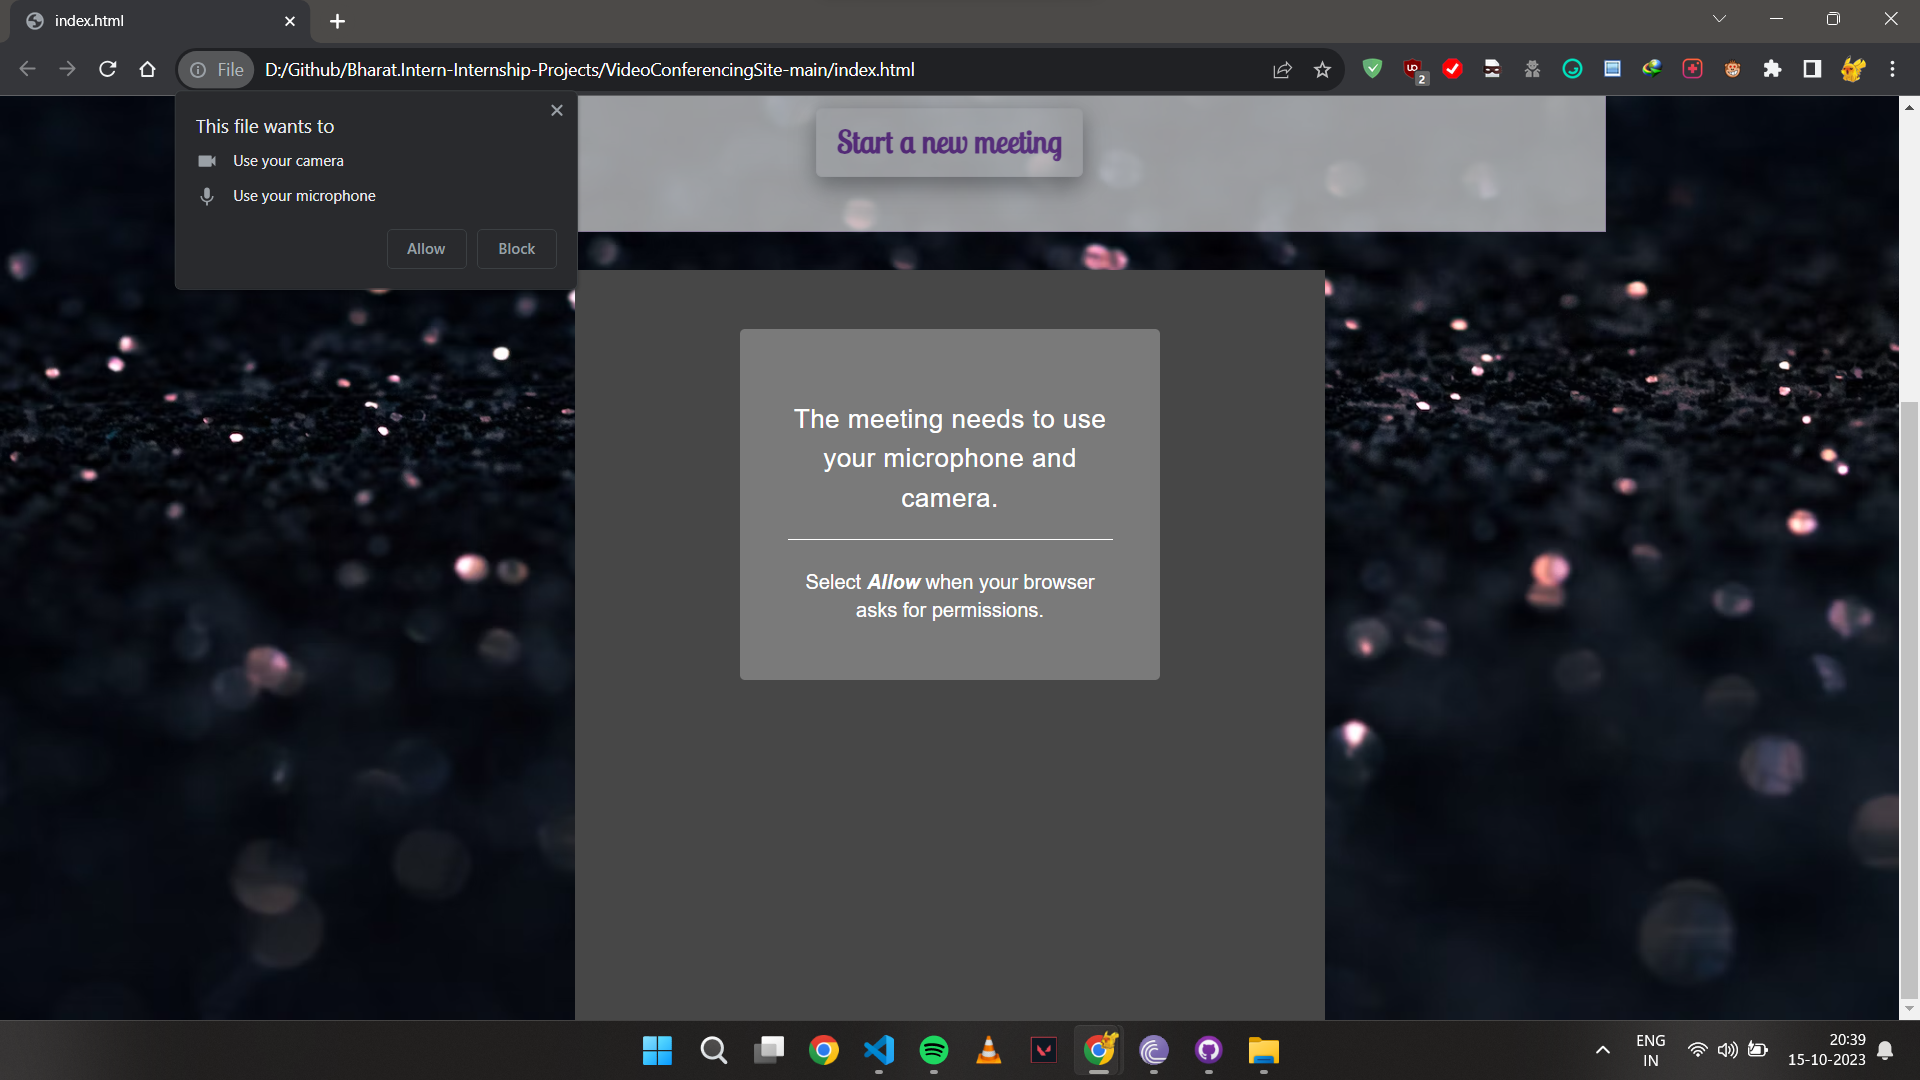 index.html
File
D:/Github/Bharat.Intern-Internship-Projects/VideoConferencingSite-main/index.html
2
This file wants to
Use your camera
Use your microphone
Allow
Block
Start a new meeting
The meeting needs to use
your microphone and
camera.
Select Allow when your browser
asks for permissions.
ENG
IN
20:39
15-10-2023